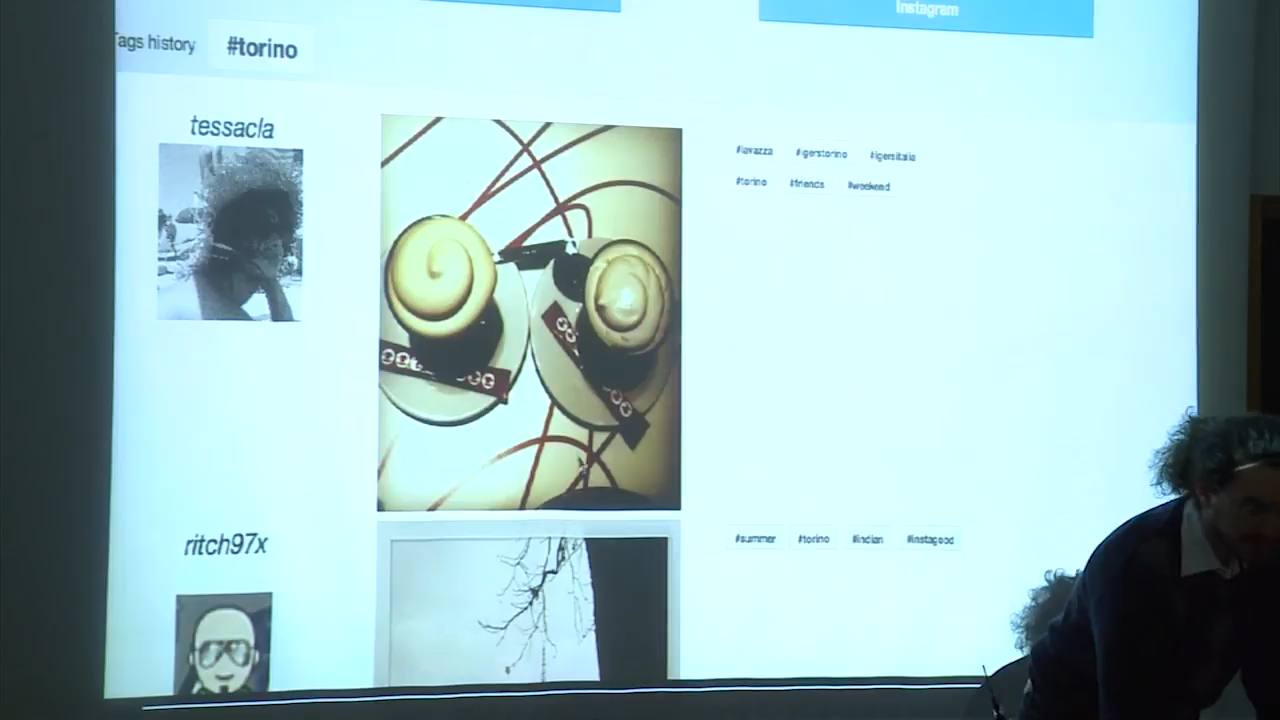 Instagram
Tags history #torino
tessacla
#lavazza #igerstorino #igersitalia
#torino #friends #weekend
ritch97x
#summer #torino #indian #instagood